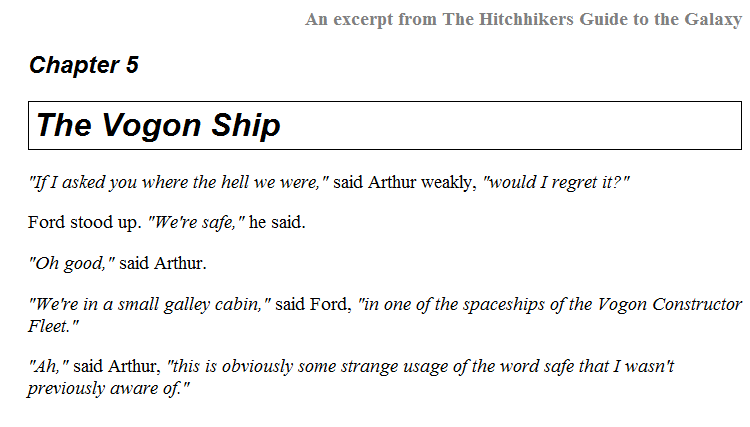 An excerpt from The Hitchhikers Guide to the Galaxy
Chapter 5
The Vogon Ship
"If I asked you where the hell we were," said Arthur weakly, "would I regret it?"
Ford stood up. "We're safe," he said.
"Oh good," said Arthur.
"We're in a small galley cabin," said Ford, "in one of the spaceships of the Vogon Constructor
Fleet."
"Ah," said Arthur, "this is obviously some strange usage of the word safe that I wasn't
previously aware of."